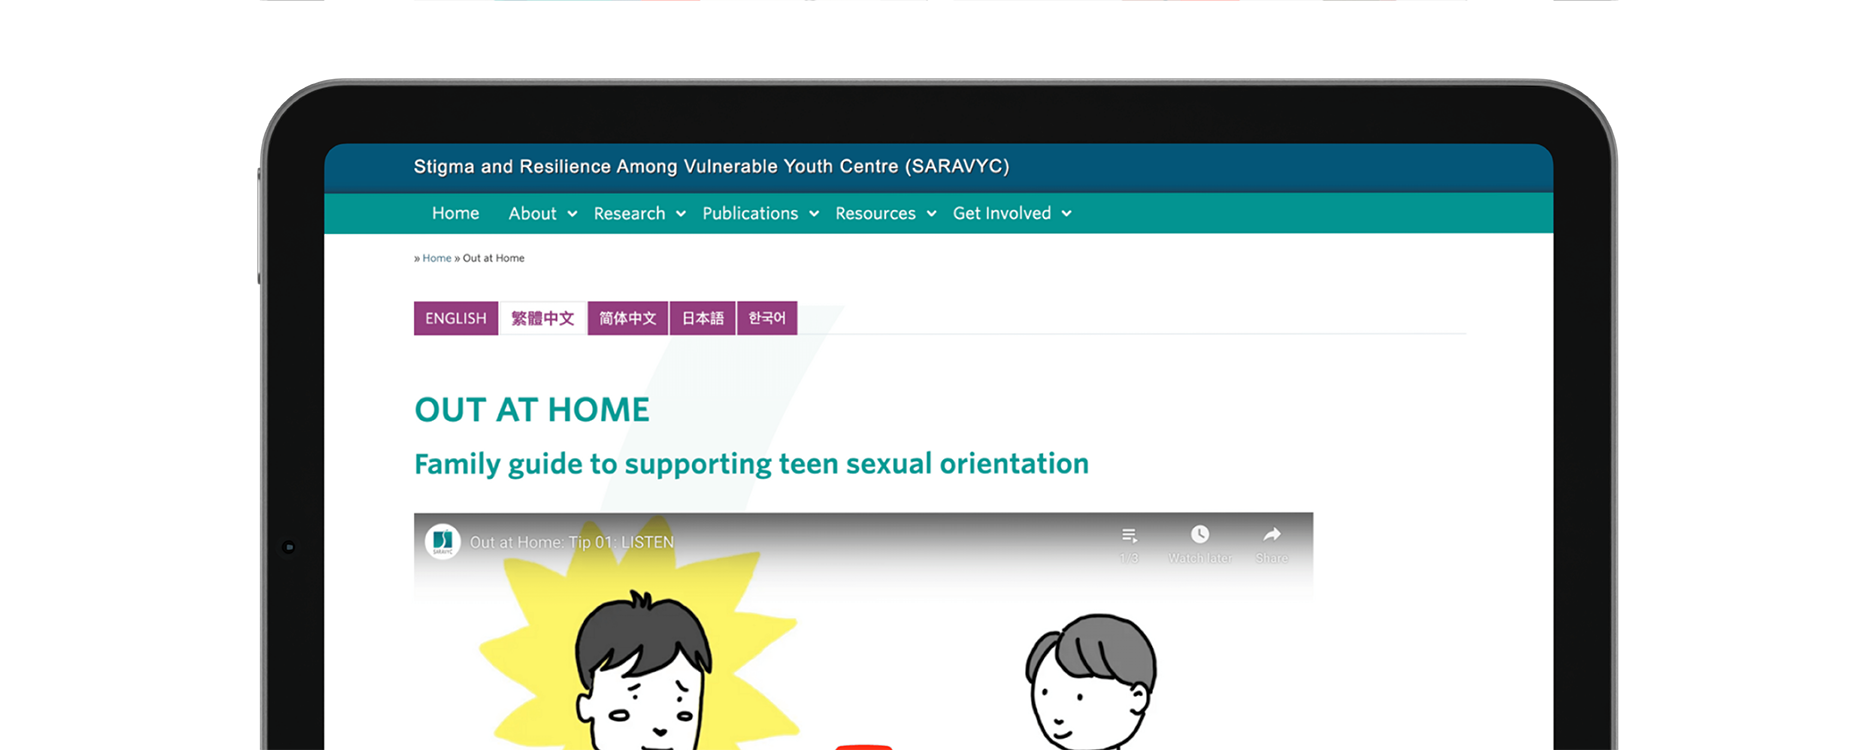 Stigma and Resilience Among Vulnerable Youth Centre (SARAVYC)
Home About Research Publications Resources Get Involved
» Home » Out at Home
ENGLISH 繁體中文 简体中文 日本語 한국어
OUT AT HOME
Family guide to supporting teen sexual orientation
SARAVYC
Out at Home: Tip 01: LISTEN
1/3 Watch later Share